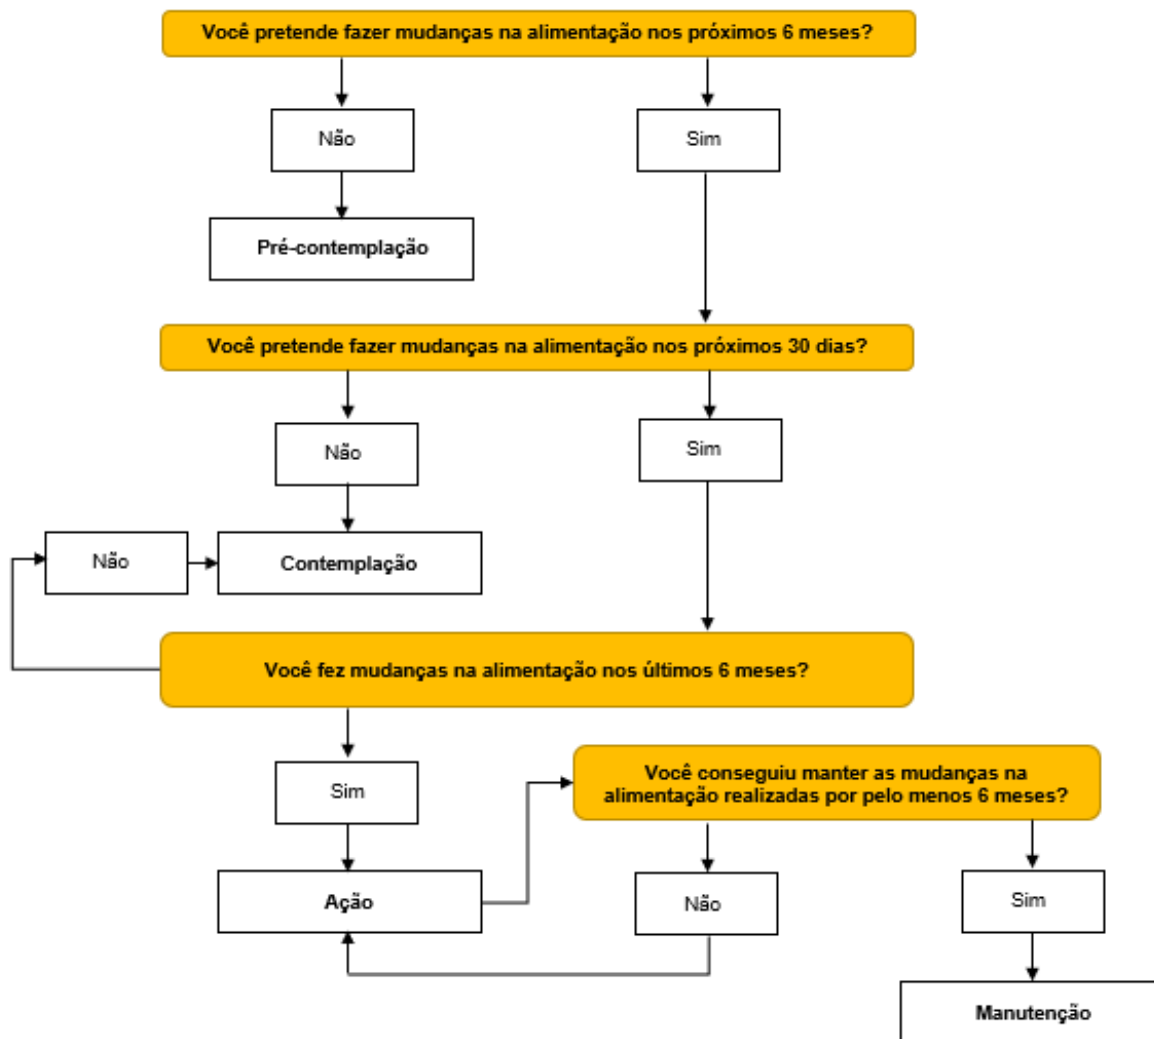 Você pretende fazer mudanças na alimentação nos próximos 6 meses?
Não
Sim
Pré-contemplação
Você pretende fazer mudanças na alimentação nos próximos 30 dias?
Não
Sim
Não
Contemplação
Você fez mudanças na alimentação nos últimos 6 meses?
Sim
Você conseguiu manter as mudanças na
alimentação realizadas por pelo menos 6 meses?
Ação
Não
Sim
Manutenção